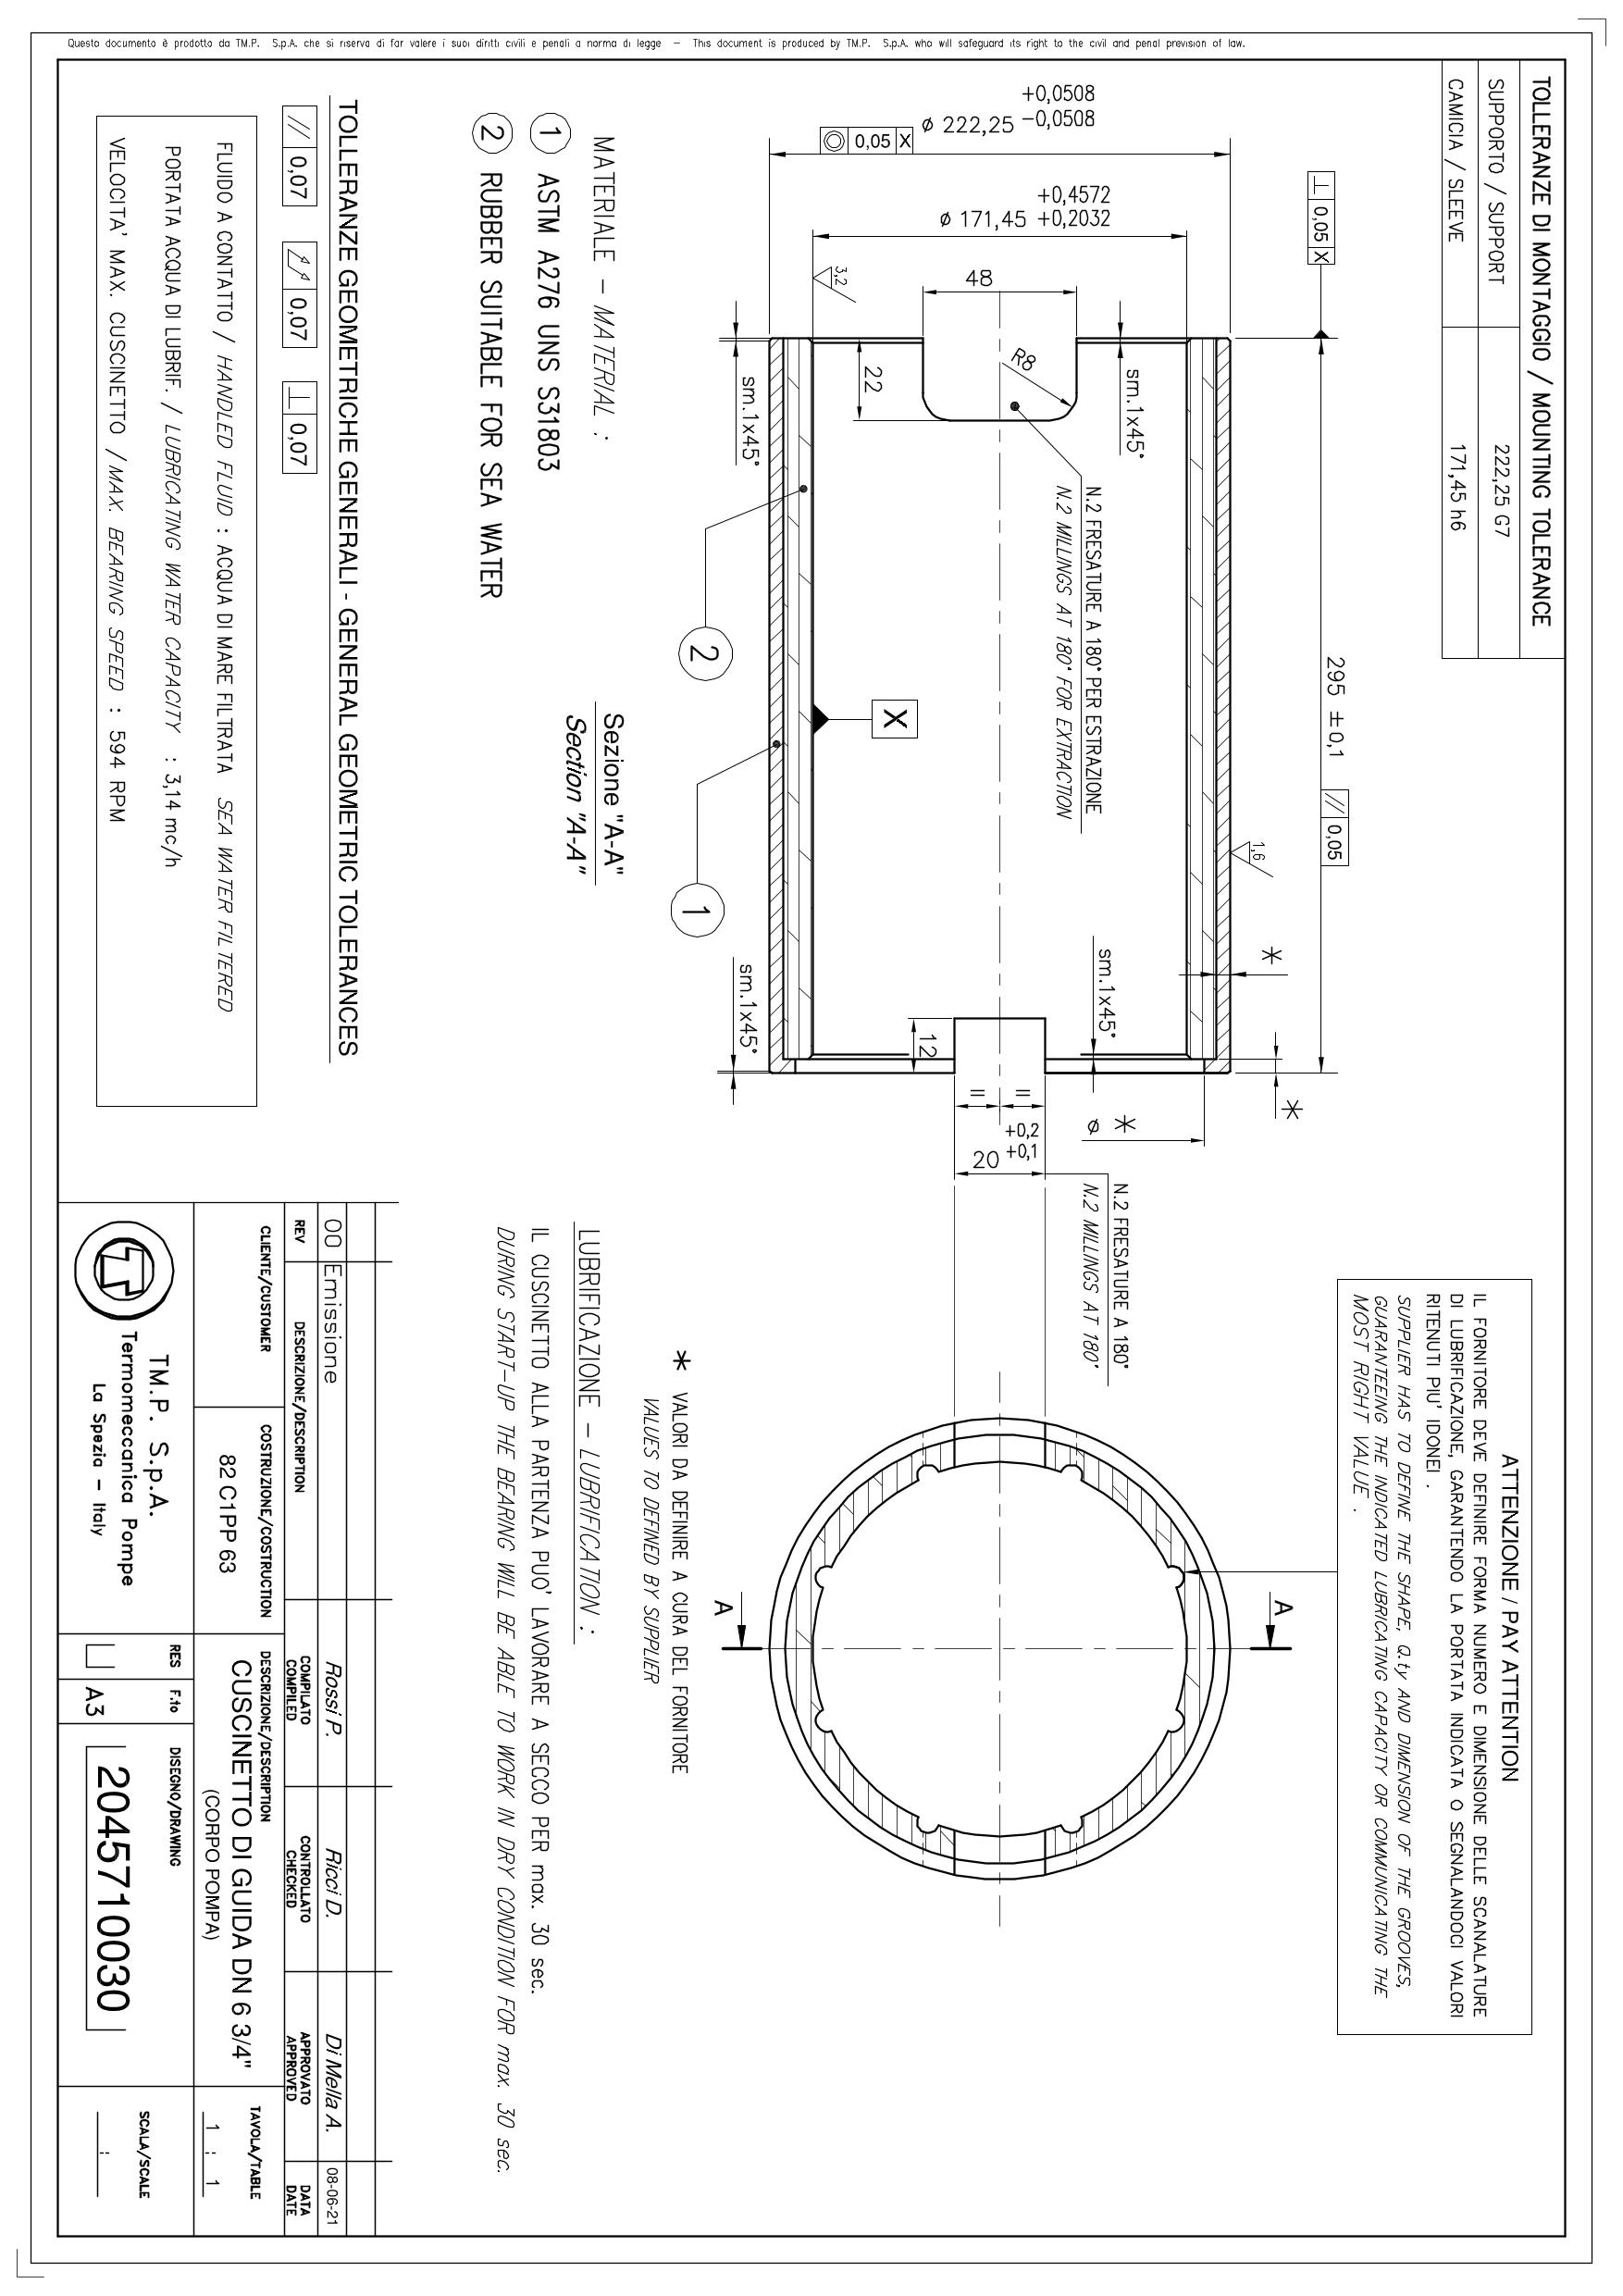 Questo documento è prodotto da TM.P. S.p.A. che si riserva di far valere i suoi diritti civili e penali a norma di legge – This document is produced by TM.P. S.p.A. who will safeguard its right to the civil and penal prevision of law.
TOLLERANZE DI MONTAGGIO / MOUNTING TOLERANCE
SUPPORTO / SUPPORT 222,25 G7
CAMICIA / SLEEVE 171,45 h6
⊥ 0,05 X
295 ±0,1
// 0,05
+0,0508
ø 222,25 -0,0508
◎ 0,05 X
+0,4572
ø 171,45 +0,2032
48
3,2
1,6
22
R8
sm.1x45°
sm.1x45°
sm.1x45°
sm.1x45°
N.2 FRESATURE A 180° PER ESTRAZIONE
N.2 MILLINGS AT 180° FOR EXTRACTION
X
2
1
12
*
*
ø *
= =
+0,2
20 +0,1
N.2 FRESATURE A 180°
N.2 MILLINGS AT 180°
Sezione "A-A"
Section "A-A"
ATTENZIONE / PAY ATTENTION
IL FORNITORE DEVE DEFINIRE FORMA NUMERO E DIMENSIONE DELLE SCANALATURE
DI LUBRIFICAZIONE, GARANTENDO LA PORTATA INDICATA O SEGNALANDOCI VALORI
RITENUTI PIU' IDONEI .
SUPPLIER HAS TO DEFINE THE SHAPE, Q.ty AND DIMENSION OF THE GROOVES,
GUARANTEEING THE INDICATED LUBRICATING CAPACITY OR COMMUNICATING THE
MOST RIGHT VALUE .
A
A
* VALORI DA DEFINIRE A CURA DEL FORNITORE
VALUES TO DEFINED BY SUPPLIER
MATERIALE – MATERIAL :
1 ASTM A276 UNS S31803
2 RUBBER SUITABLE FOR SEA WATER
LUBRIFICAZIONE – LUBRIFICATION :
IL CUSCINETTO ALLA PARTENZA PUO' LAVORARE A SECCO PER max. 30 sec.
DURING START-UP THE BEARING WILL BE ABLE TO WORK IN DRY CONDITION FOR max. 30 sec.
TOLLERANZE GEOMETRICHE GENERALI - GENERAL GEOMETRIC TOLERANCES
// 0,07
0,07
⊥ 0,07
FLUIDO A CONTATTO / HANDLED FLUID : ACQUA DI MARE FILTRATA SEA WATER FILTERED
PORTATA ACQUA DI LUBRIF. / LUBRICATING WATER CAPACITY : 3,14 mc/h
VELOCITA' MAX. CUSCINETTO / MAX. BEARING SPEED : 594 RPM
00 Emissione Rossi P. Ricci D. Di Mella A. 08-06-21
REV DESCRIZIONE/DESCRIPTION COMPILATO COMPILED CONTROLLATO CHECKED APPROVATO APPROVED DATA DATE
CLIENTE/CUSTOMER
COSTRUZIONE/COSTRUCTION
82 C1PP 63
DESCRIZIONE/DESCRIPTION
CUSCINETTO DI GUIDA DN 6 3/4"
(CORPO POMPA)
TAVOLA/TABLE
1 : 1
TM.P. S.p.A.
Termomeccanica Pompe
La Spezia – Italy
RES
F.to
A3
DISEGNO/DRAWING
2045710030
SCALA/SCALE
: